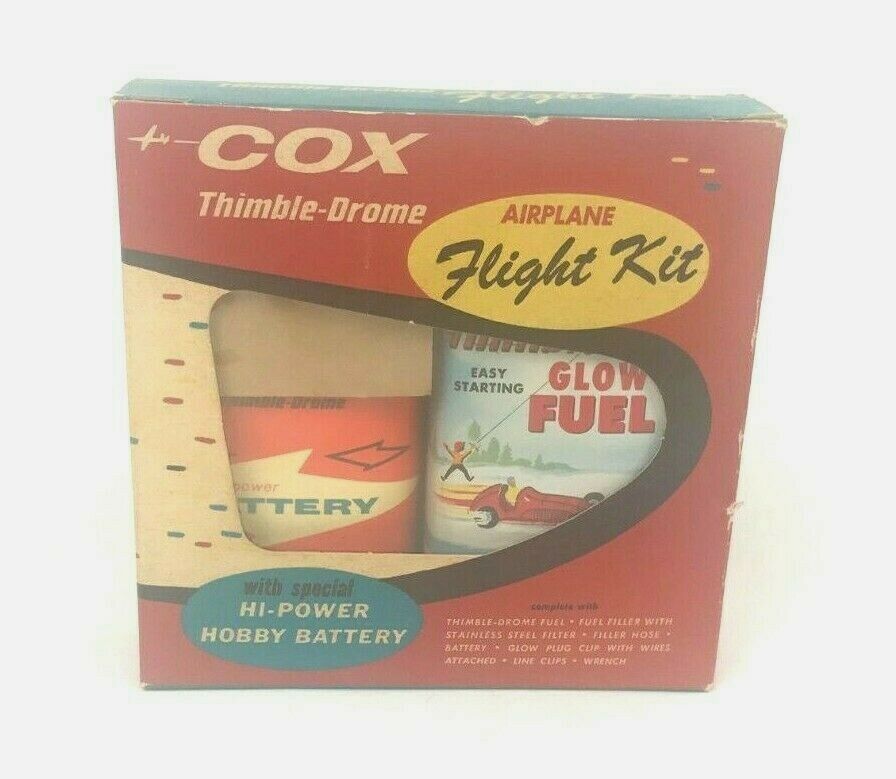 Flight
COX
Thimble-Drome
AIRPLANE
Flight Kit
EASY
STARTING
GLOW
FUEL
Thimble-Drome
power
TTERY
with special
HI-POWER
HOBBY BATTERY
complete with
THIMBLE-DROME FUEL • FUEL FILLER WITH
STAINLESS STEEL FILTER • FILLER HOSE •
BATTERY • GLOW PLUG CLIP WITH WIRES
ATTACHED • LINE CLIPS • WRENCH